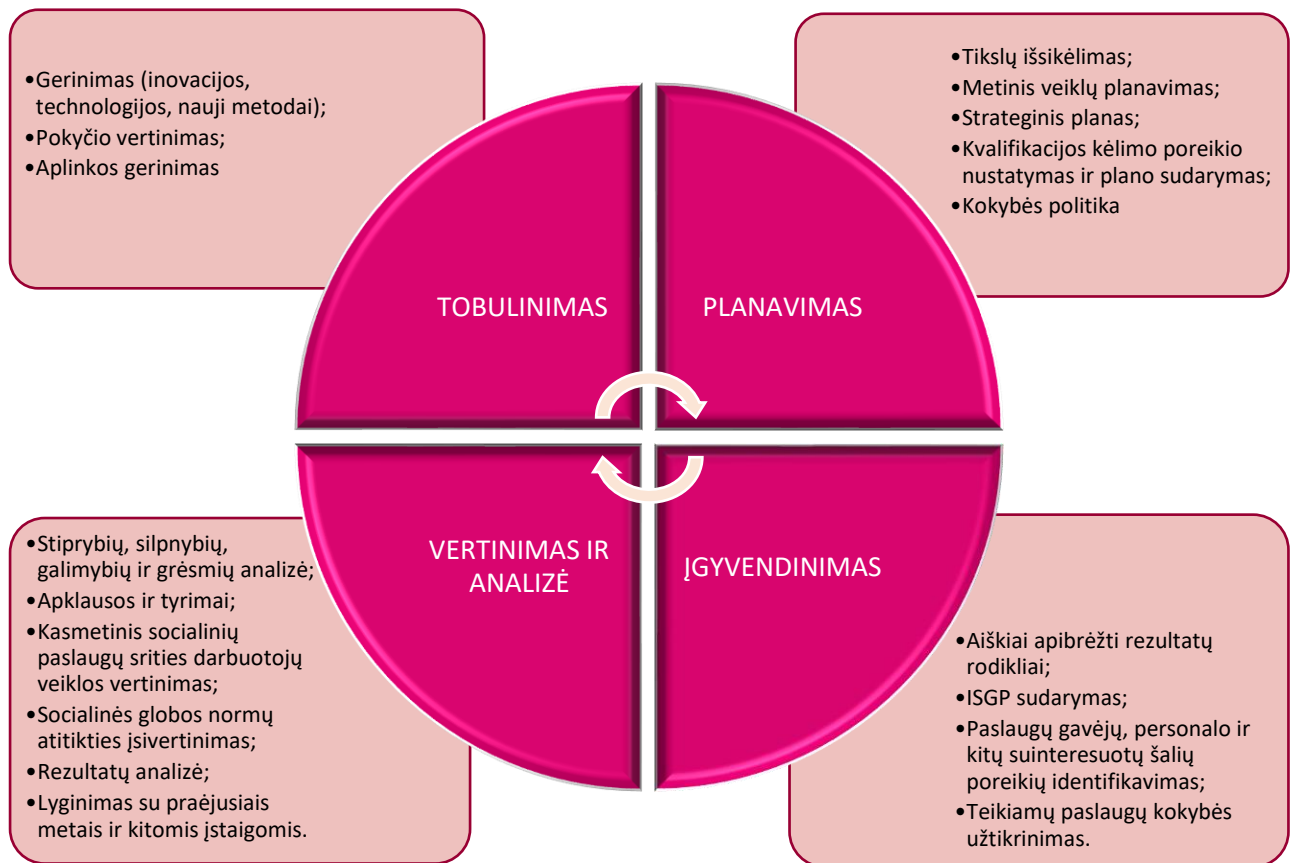 •Gerinimas (inovacijos,
technologijos, nauji metodai);
•Pokyčio vertinimas;
•Aplinkos gerinimas
•Tikslų išsikėlimas;
•Metinis veiklų planavimas;
•Strateginis planas;
•Kvalifikacijos kėlimo poreikio
nustatymas ir plano sudarymas;
•Kokybės politika
TOBULINIMAS
PLANAVIMAS
VERTINIMAS IR
ANALIZĖ
ĮGYVENDINIMAS
•Stiprybių, silpnybių,
galimybių ir grėsmių analizė;
•Apklausos ir tyrimai;
•Kasmetinis socialinių
paslaugų srities darbuotojų
veiklos vertinimas;
•Socialinės globos normų
atitikties įsivertinimas;
•Rezultatų analizė;
•Lyginimas su praėjusiais
metais ir kitomis įstaigomis.
•Aiškiai apibrėžti rezultatų
rodikliai;
•ISGP sudarymas;
•Paslaugų gavėjų, personalo ir
kitų suinteresuotų šalių
poreikių identifikavimas;
•Teikiamų paslaugų kokybės
užtikrinimas.